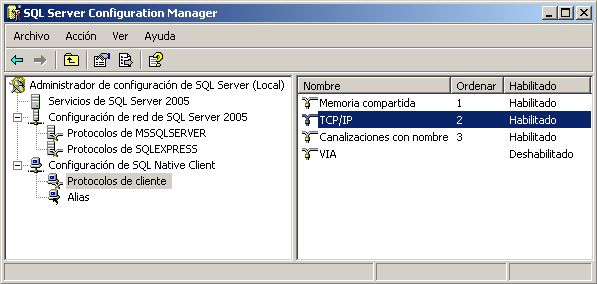 SQL Server Configuration Manager
Archivo Acción Ver Ayuda
Administrador de configuración de SQL Server (Local)
Servicios de SQL Server 2005
Configuración de red de SQL Server 2005
Protocolos de MSSQLSERVER
Protocolos de SQLEXPRESS
Configuración de SQL Native Client
Protocolos de cliente
Alias
Nombre Ordenar Habilitado
Memoria compartida 1 Habilitado
TCP/IP 2 Habilitado
Canalizaciones con nombre 3 Habilitado
VIA Deshabilitado